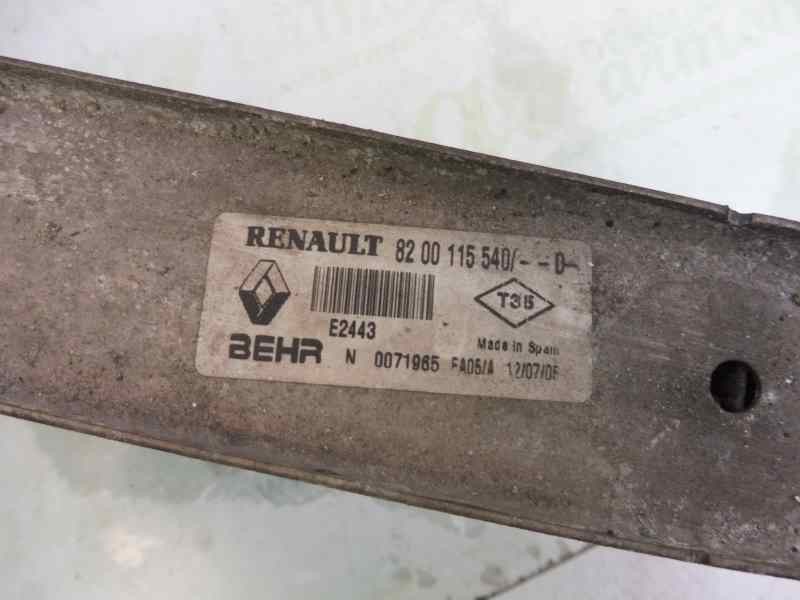 RENAULT 82 00 115 540/- -D-
T35
E2443
Made in Spain
BEHR N 0071965 FA05/A 12/07/05